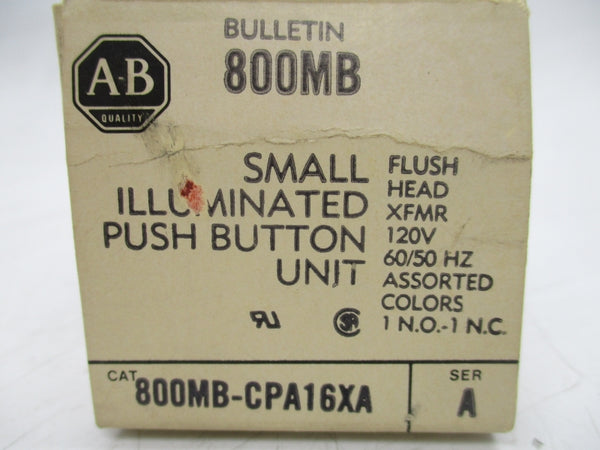 A-B
QUALITY
BULLETIN
800MB
SMALL
ILLUMINATED
PUSH BUTTON
UNIT
FLUSH
HEAD
XFMR
120V
60/50 HZ
ASSORTED
COLORS
1 N.O.-1 N.C.
CAT
800MB-CPA16XA
SER
A